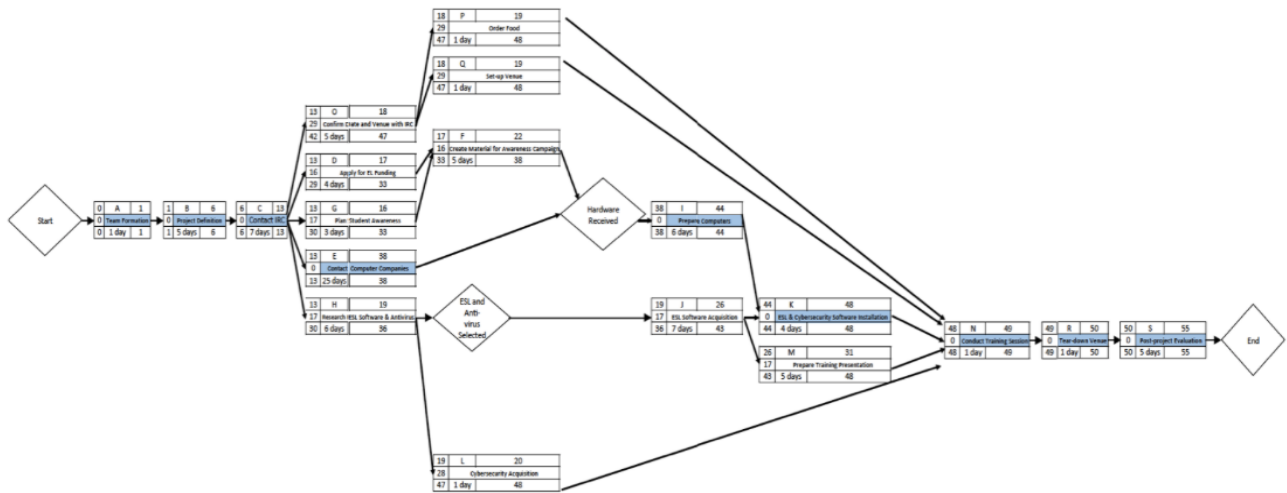 18 P 19
29 Order Food
47 1 day 48
18 Q 19
29 Set-up Venue
47 1 day 48
13 O 18
29 Confirm Date and Venue with IRC
42 5 days 47
17 F 22
16 Create Material for Awareness Campaign
33 5 days 38
13 D 17
16 Apply for EL Funding
29 4 days 33
Start
0 A 1
0 Team Formation
0 1 day 1
1 B 6
0 Project Definition
1 5 days 6
6 C 13
0 Contact IRC
6 7 days 13
13 G 16
17 Plan Student Awareness
30 3 days 33
Hardware
Received
38 I 44
0 Prepare Computers
38 6 days 44
13 E 38
0 Contact Computer Companies
13 25 days 38
13 H 19
17 Research IESL Software & Antivirus
30 6 days 36
ESL and
Anti-
virus
Selected
19 J 26
17 ESL Software Acquisition
36 7 days 43
44 K 48
0 ESL & Cybersecurity Software Installation
44 4 days 48
26 M 31
17 Prepare Training Presentation
43 5 days 48
48 N 49
0 Conduct Training Session
48 1 day 49
49 R 50
0 Tear-down Venue
49 1 day 50
50 S 55
0 Post-project Evaluation
50 5 days 55
End
19 L 20
28 Cybersecurity Acquisition
47 1 day 48